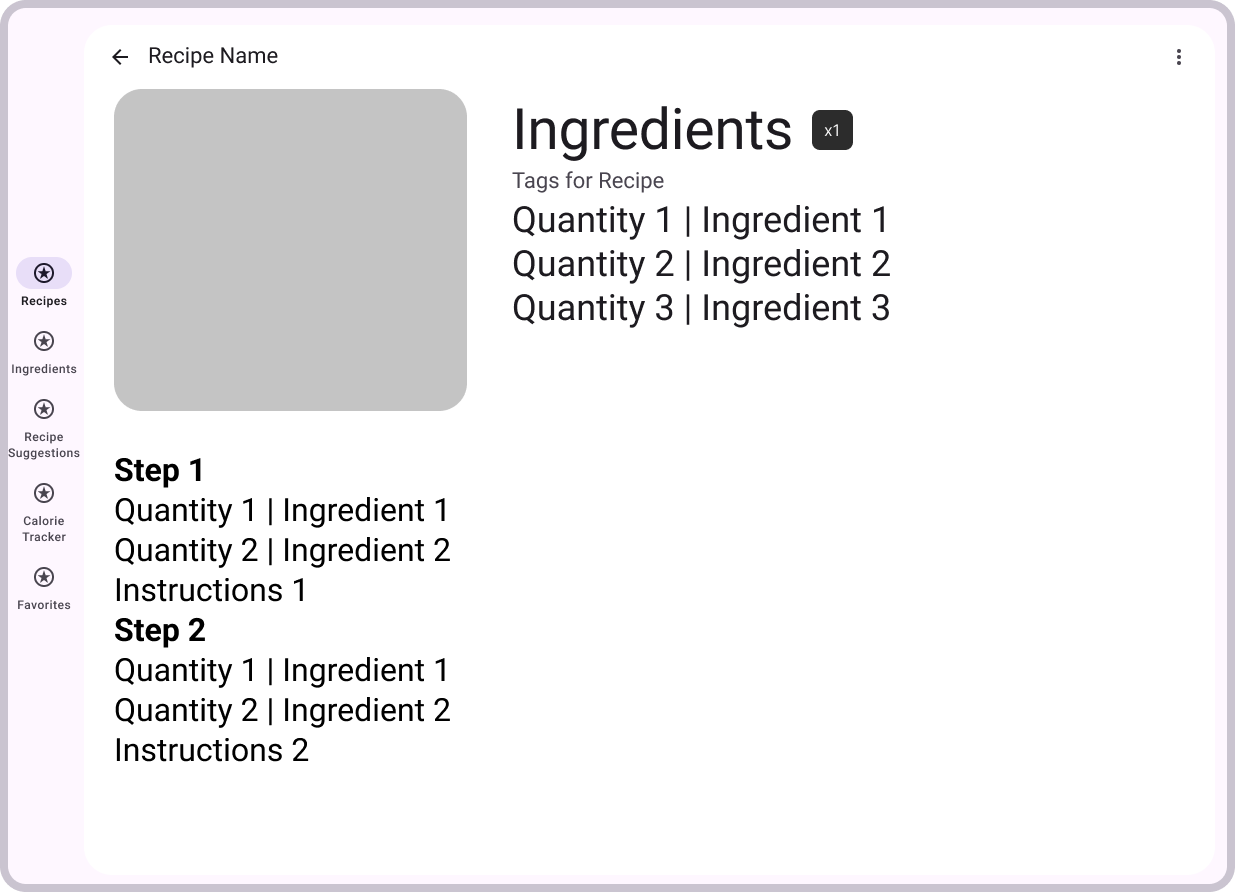 Recipe Name
Recipes
Ingredients
Recipe
Suggestions
Calorie
Tracker
Favorites
Ingredients x1
Tags for Recipe
Quantity 1 | Ingredient 1
Quantity 2 | Ingredient 2
Quantity 3 | Ingredient 3
Step 1
Quantity 1 | Ingredient 1
Quantity 2 | Ingredient 2
Instructions 1
Step 2
Quantity 1 | Ingredient 1
Quantity 2 | Ingredient 2
Instructions 2